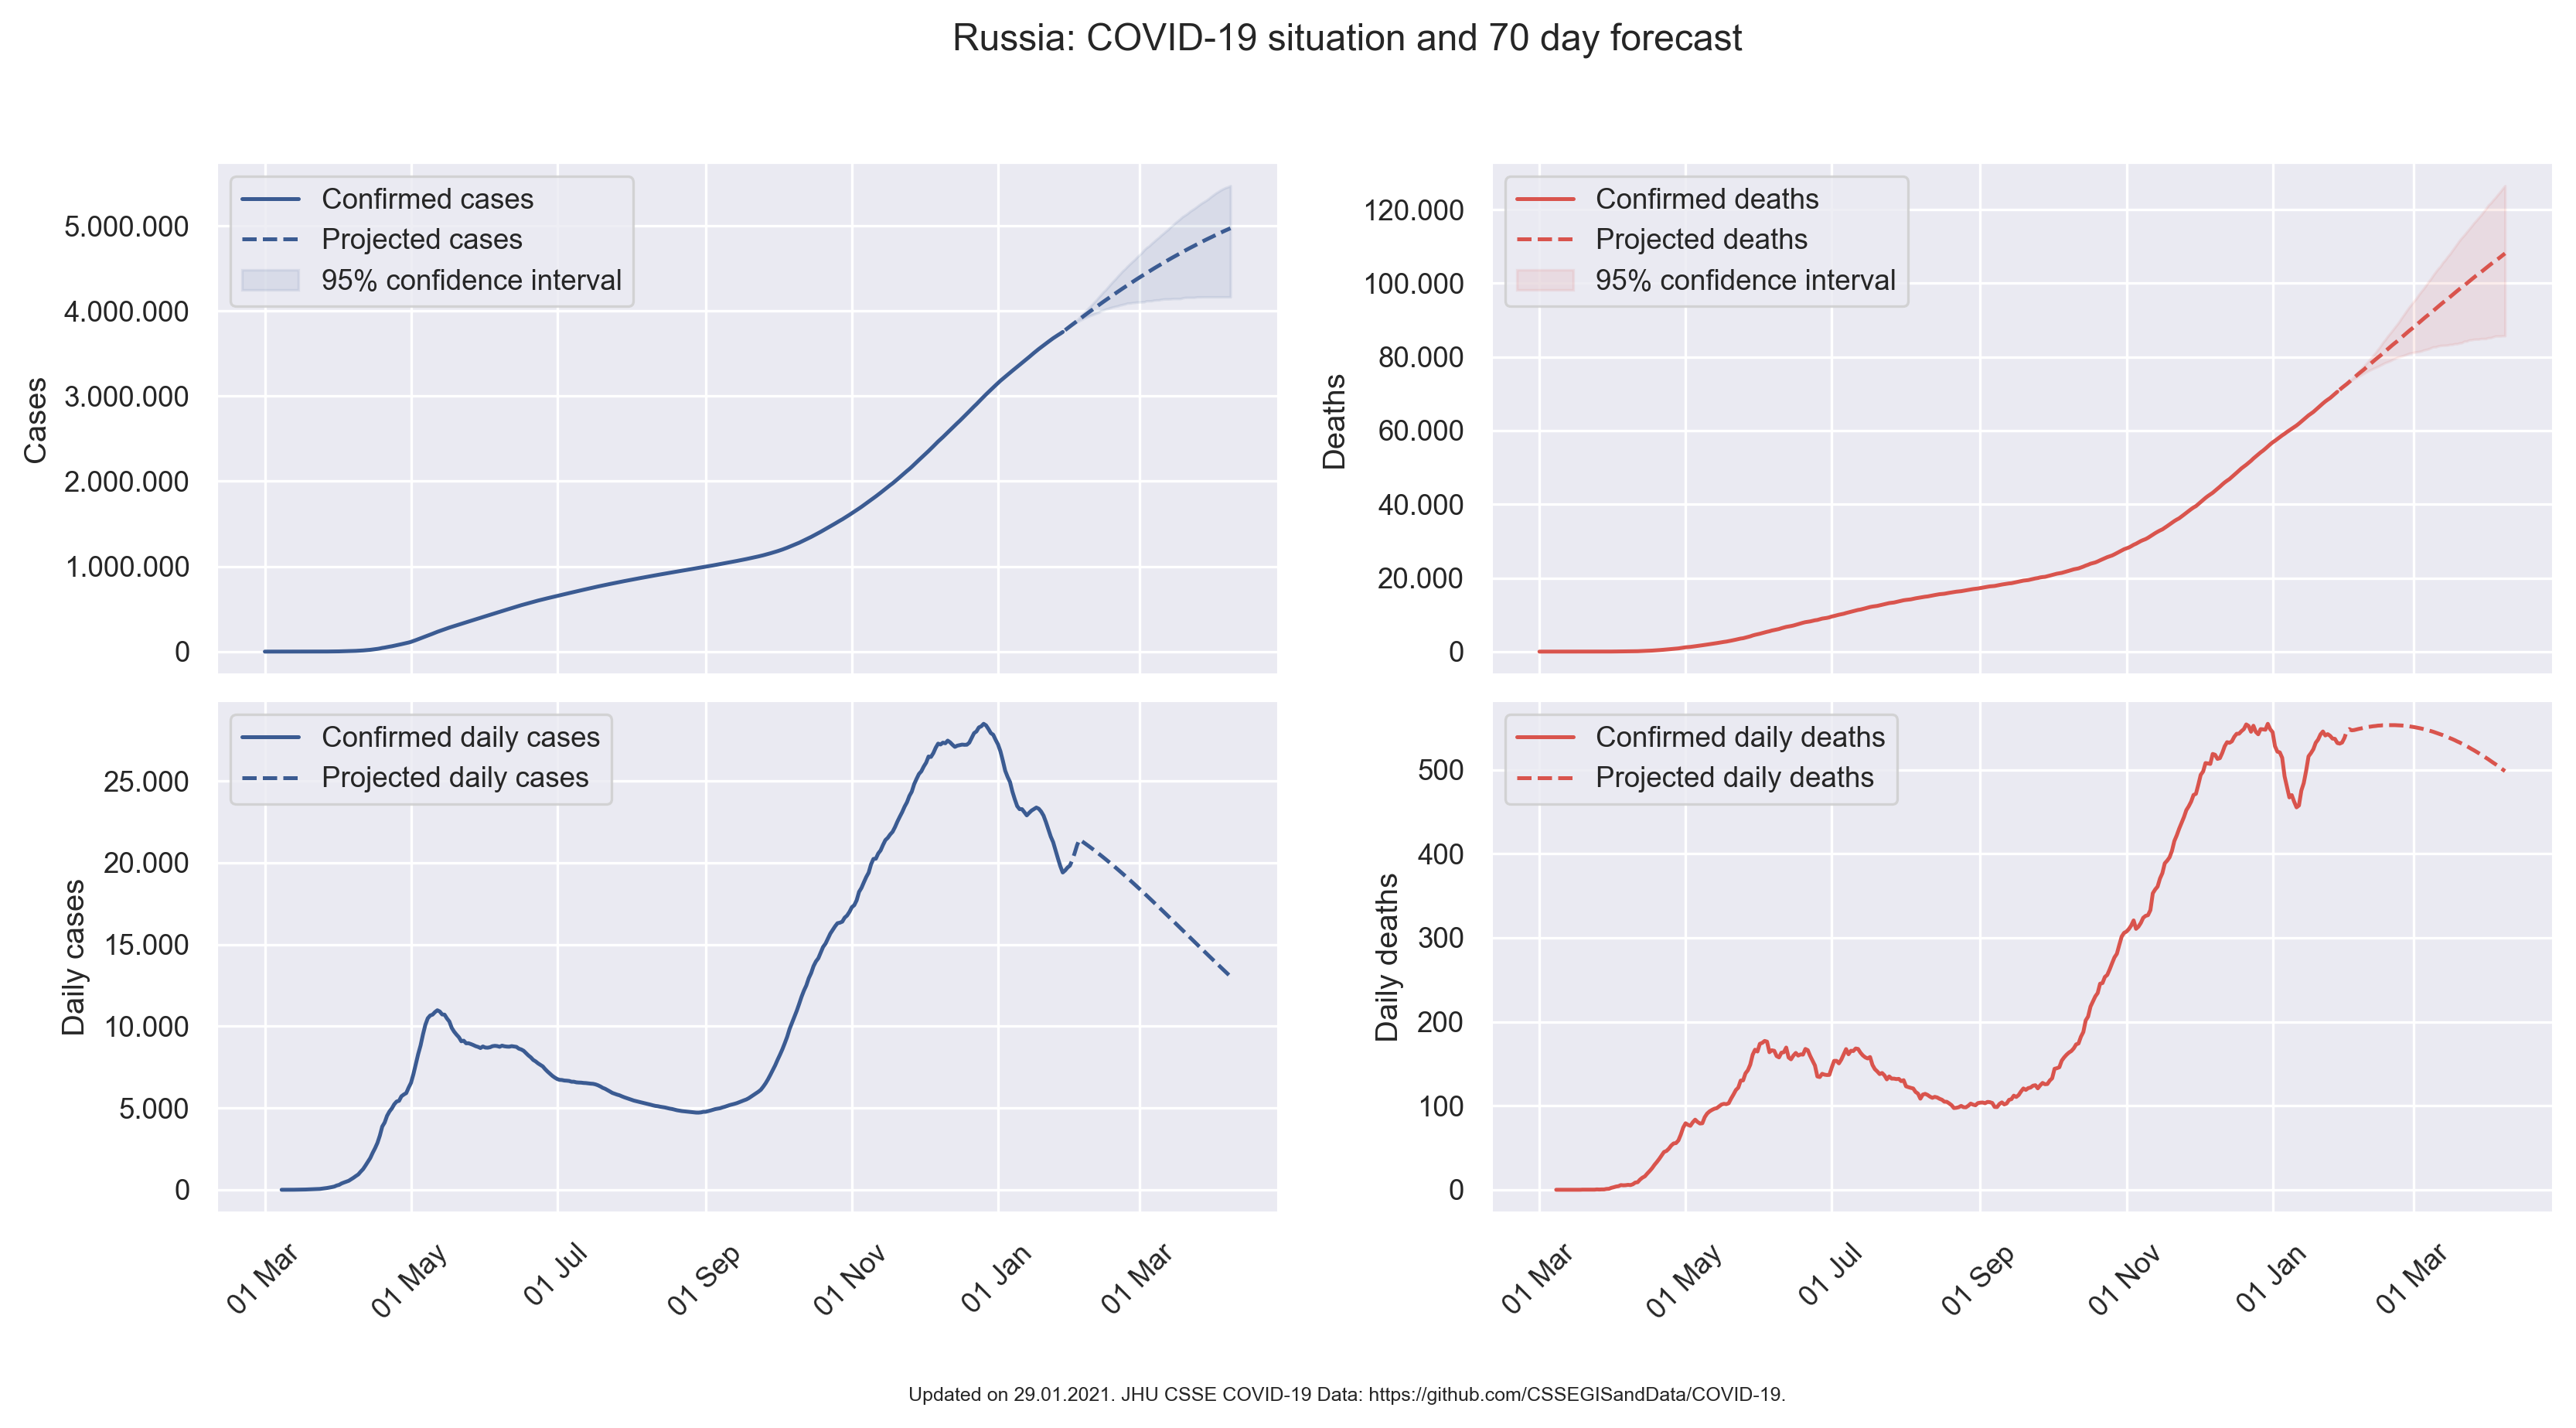 Russia: COVID-19 situation and 70 day forecast
Confirmed cases
Projected cases
95% confidence interval
5.000.000
4.000.000
3.000.000
2.000.000
1.000.000
0
Cases
Confirmed deaths
Projected deaths
95% confidence interval
120.000
100.000
80.000
60.000
40.000
20.000
0
Deaths
Confirmed daily cases
Projected daily cases
25.000
20.000
15.000
10.000
5.000
0
Daily cases
01 Mar
01 May
01 Jul
01 Sep
01 Nov
01 Jan
01 Mar
Confirmed daily deaths
Projected daily deaths
500
400
300
200
100
0
Daily deaths
01 Mar
01 May
01 Jul
01 Sep
01 Nov
01 Jan
01 Mar
Updated on 29.01.2021. JHU CSSE COVID-19 Data: https://github.com/CSSEGISandData/COVID-19.